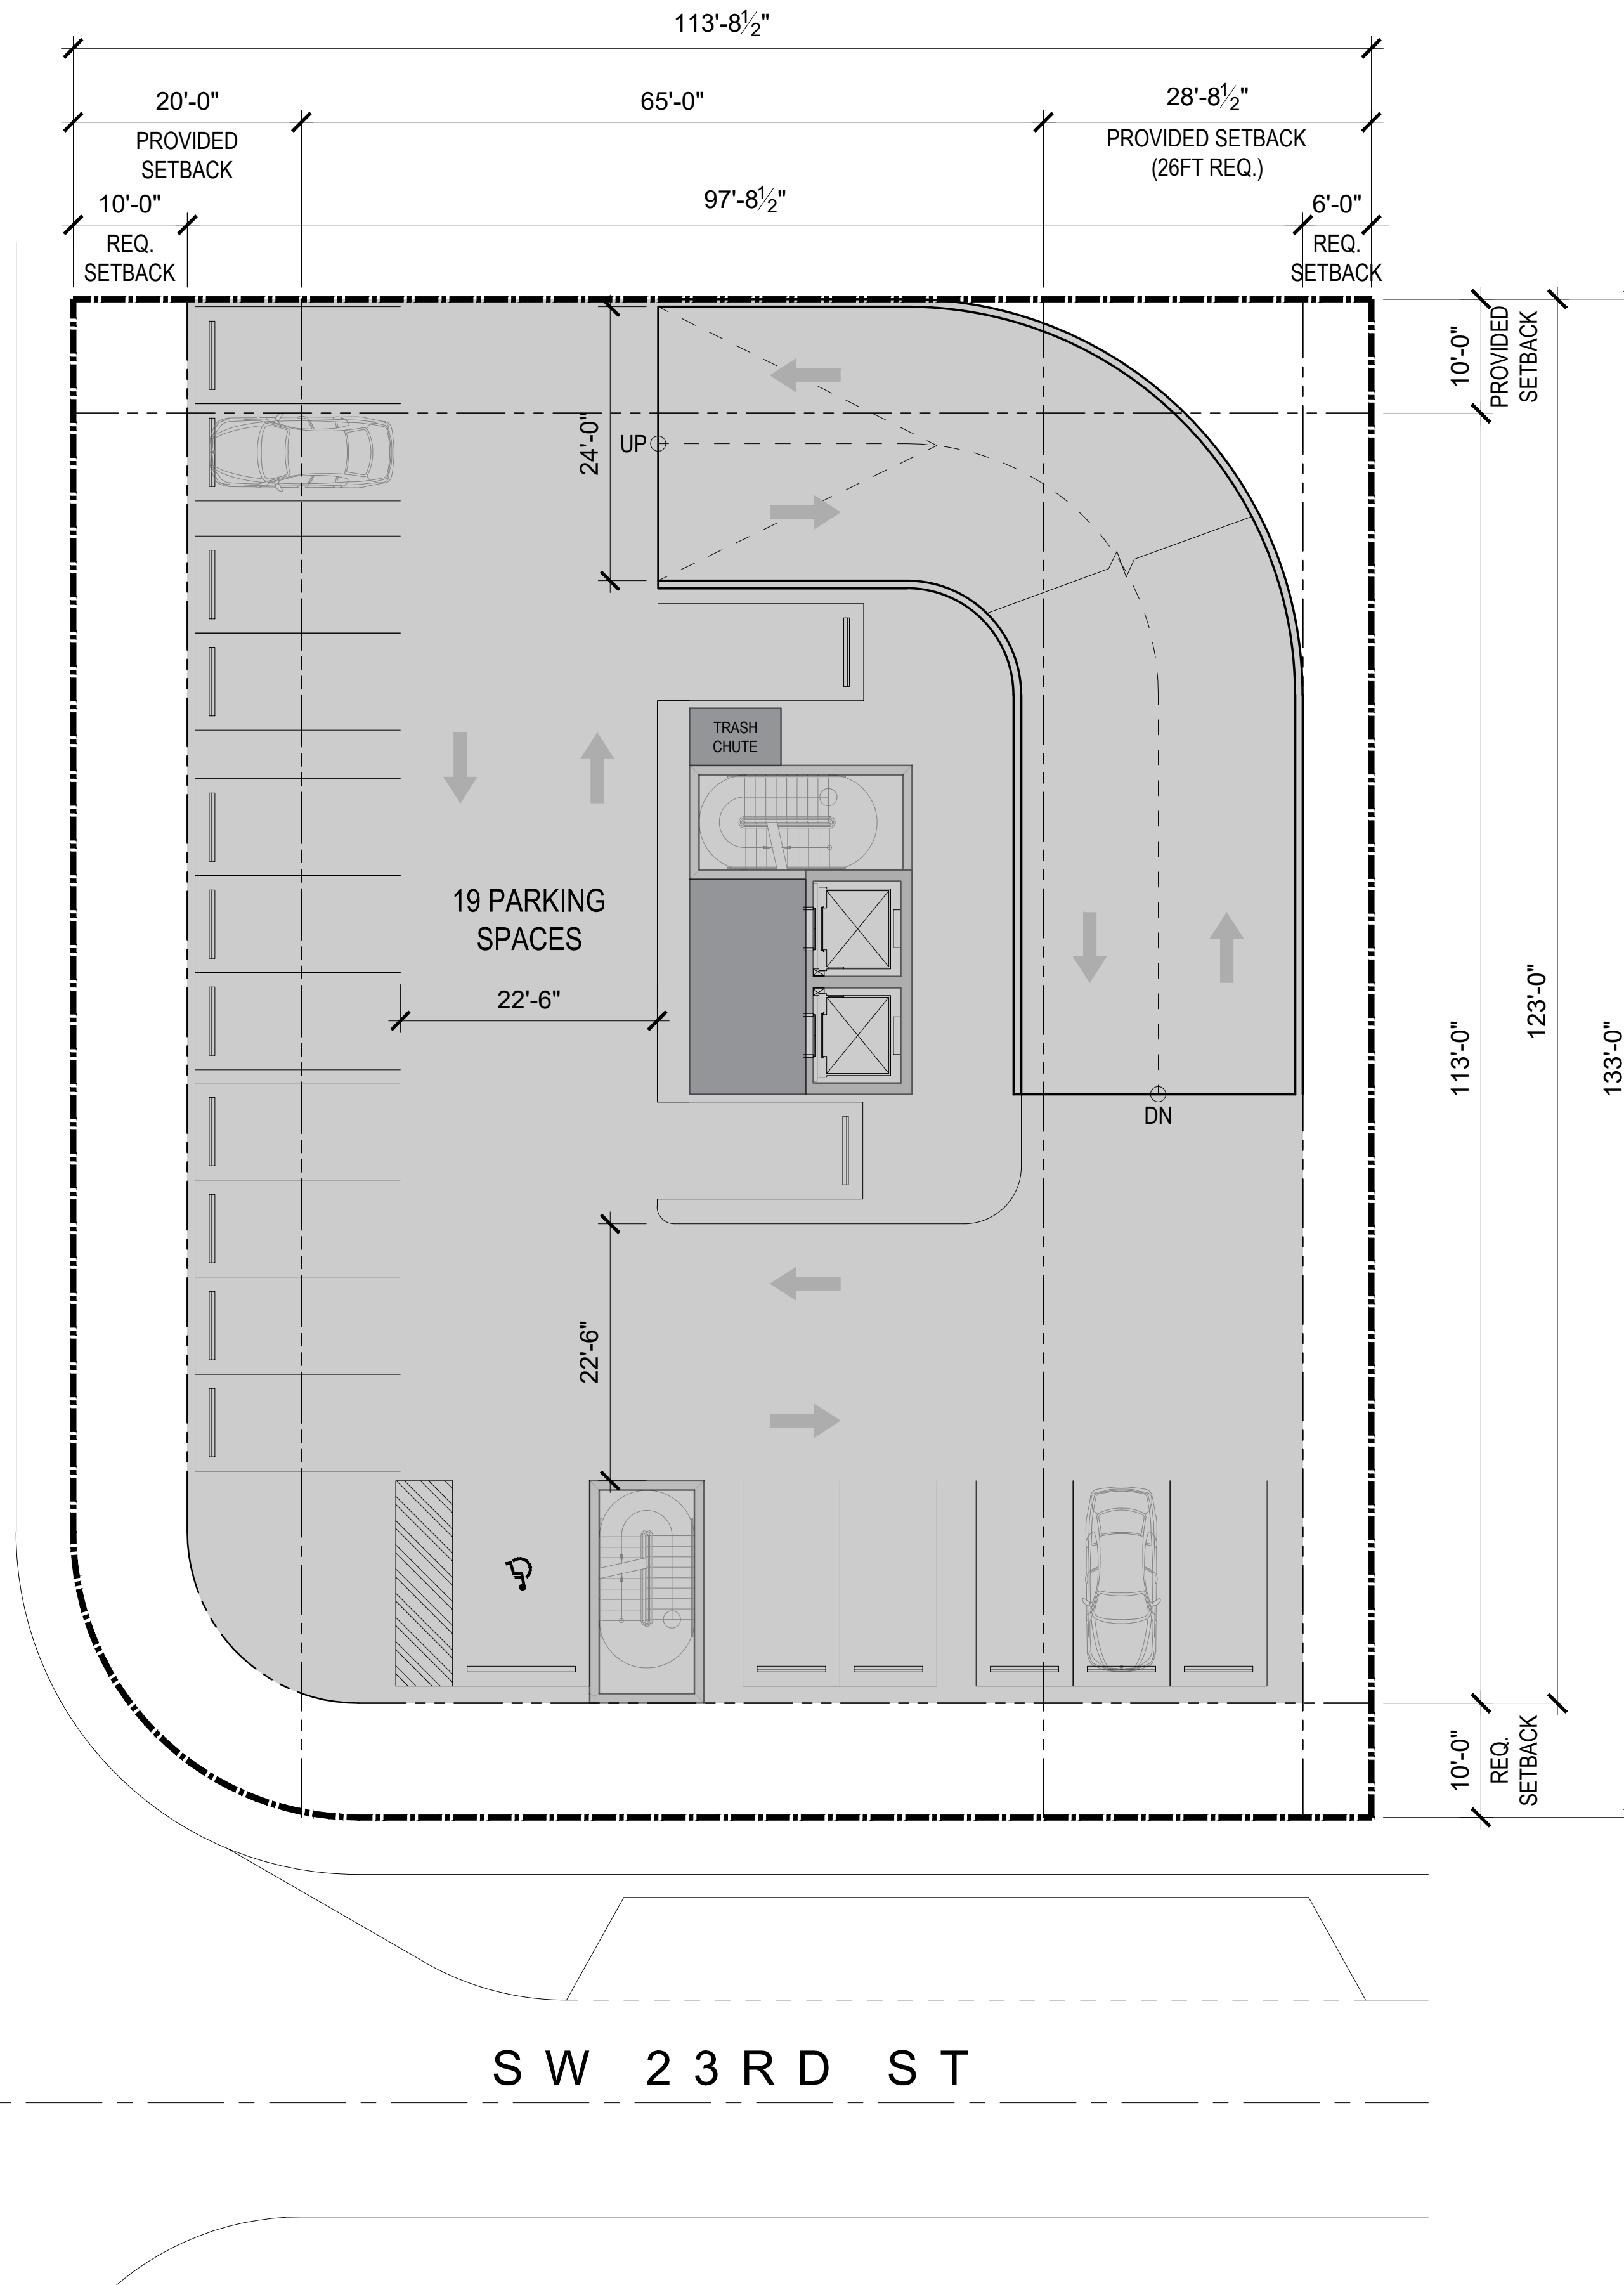 113'-8½"
20'-0"
65'-0"
28'-8½"
PROVIDED
SETBACK
PROVIDED SETBACK
(26FT REQ.)
10'-0"
97'-8½"
6'-0"
REQ.
SETBACK
REQ.
SETBACK
10'-0"
PROVIDED
SETBACK
24'-0"
UP
TRASH
CHUTE
19 PARKING
SPACES
22'-6"
DN
113'-0"
123'-0"
133'-0"
22'-6"
10'-0"
REQ.
SETBACK
SW 23RD ST